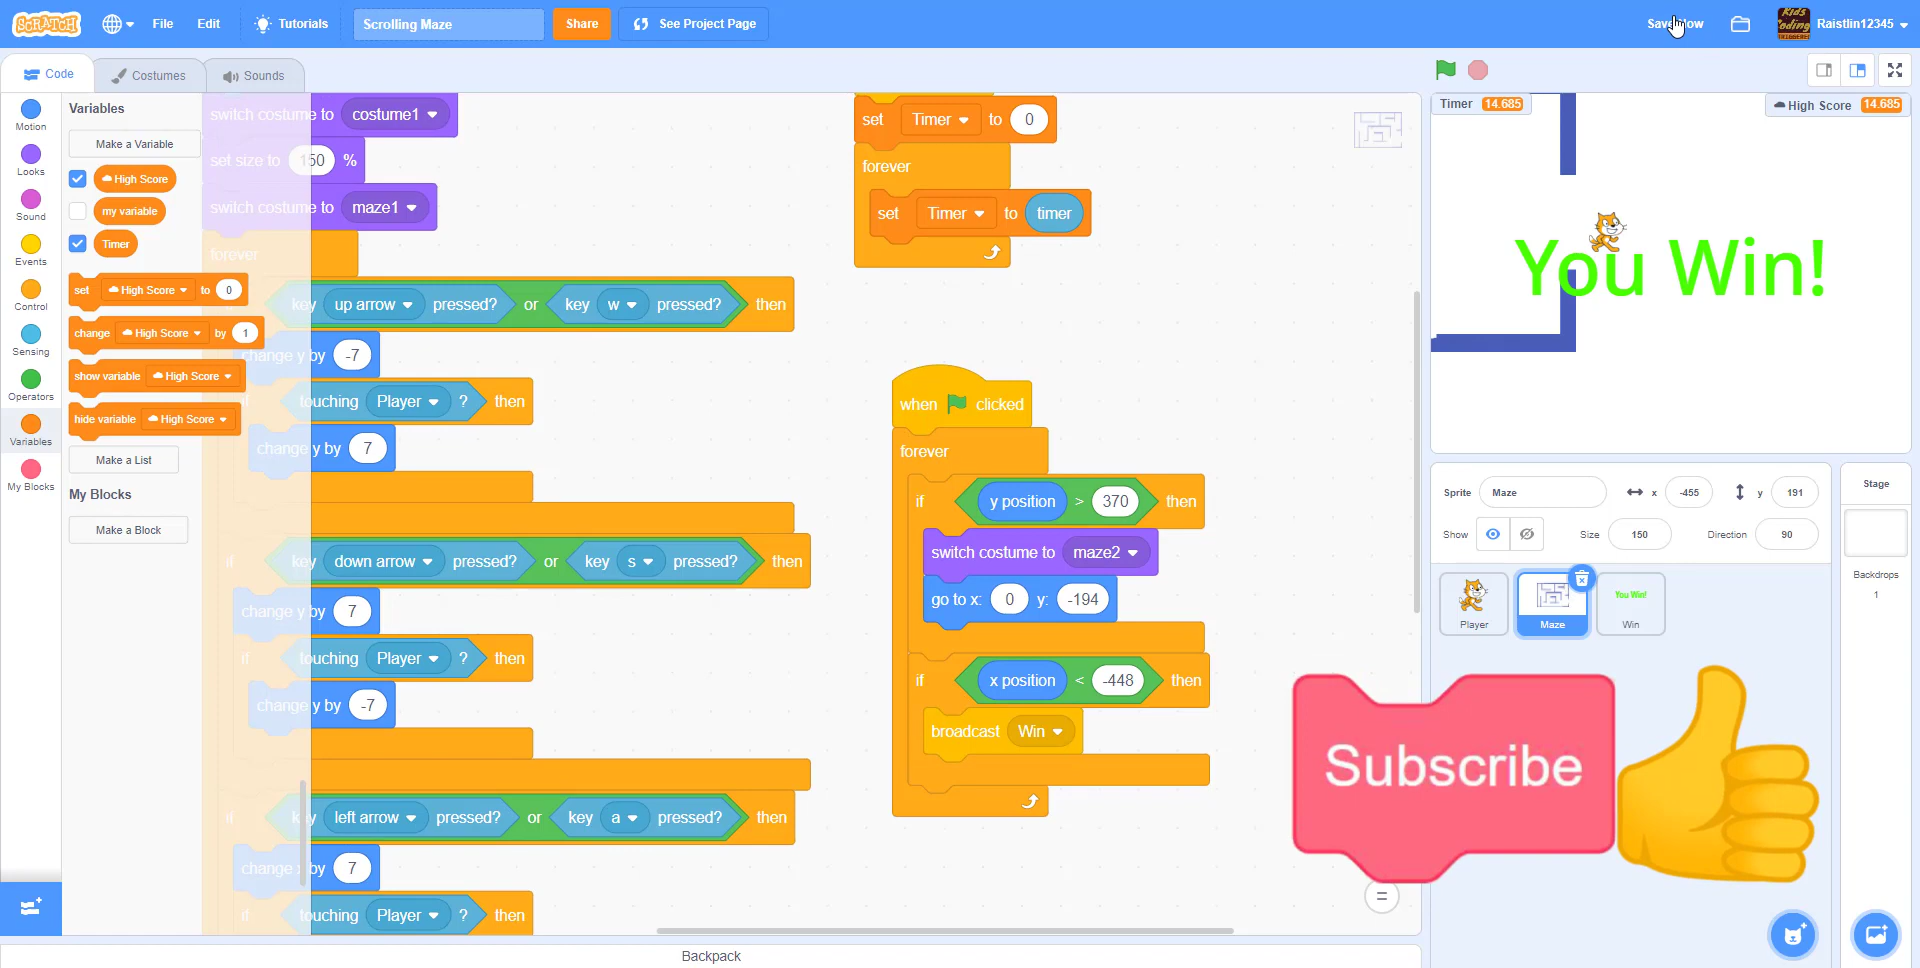 SCRATCH
File
Edit
Tutorials
Scrolling Maze
Share
See Project Page
Raistlin12345
Code
Costumes
Sounds
Motion
Looks
Sound
Events
Control
Sensing
Operators
Variables
My Blocks
Variables
Make a Variable
High Score
my variable
Timer
set High Score to 0
change High Score by 1
show variable High Score
hide variable High Score
Make a List
My Blocks
Make a Block
switch costume to costume1
set size to 150 %
switch costume to maze1
forever
key up arrow pressed? or key w pressed? then
change y by -7
if touching Player ? then
change y by 7
if key down arrow pressed? or key s pressed? then
change y by 7
if touching Player ? then
change y by -7
if key left arrow pressed? or key a pressed? then
change x by 7
if touching Player ? then
set Timer to 0
forever
set Timer to timer
when clicked
forever
if y position > 370 then
switch costume to maze2
go to x: 0 y: -194
if x position < -448 then
broadcast Win
=
Backpack
Timer 14.685
High Score 14.685
You Win!
Sprite Maze x -455 y 191
Show Size 150 Direction 90
Player
Maze
You Win!
Win
Stage
Backdrops
1
Subscribe